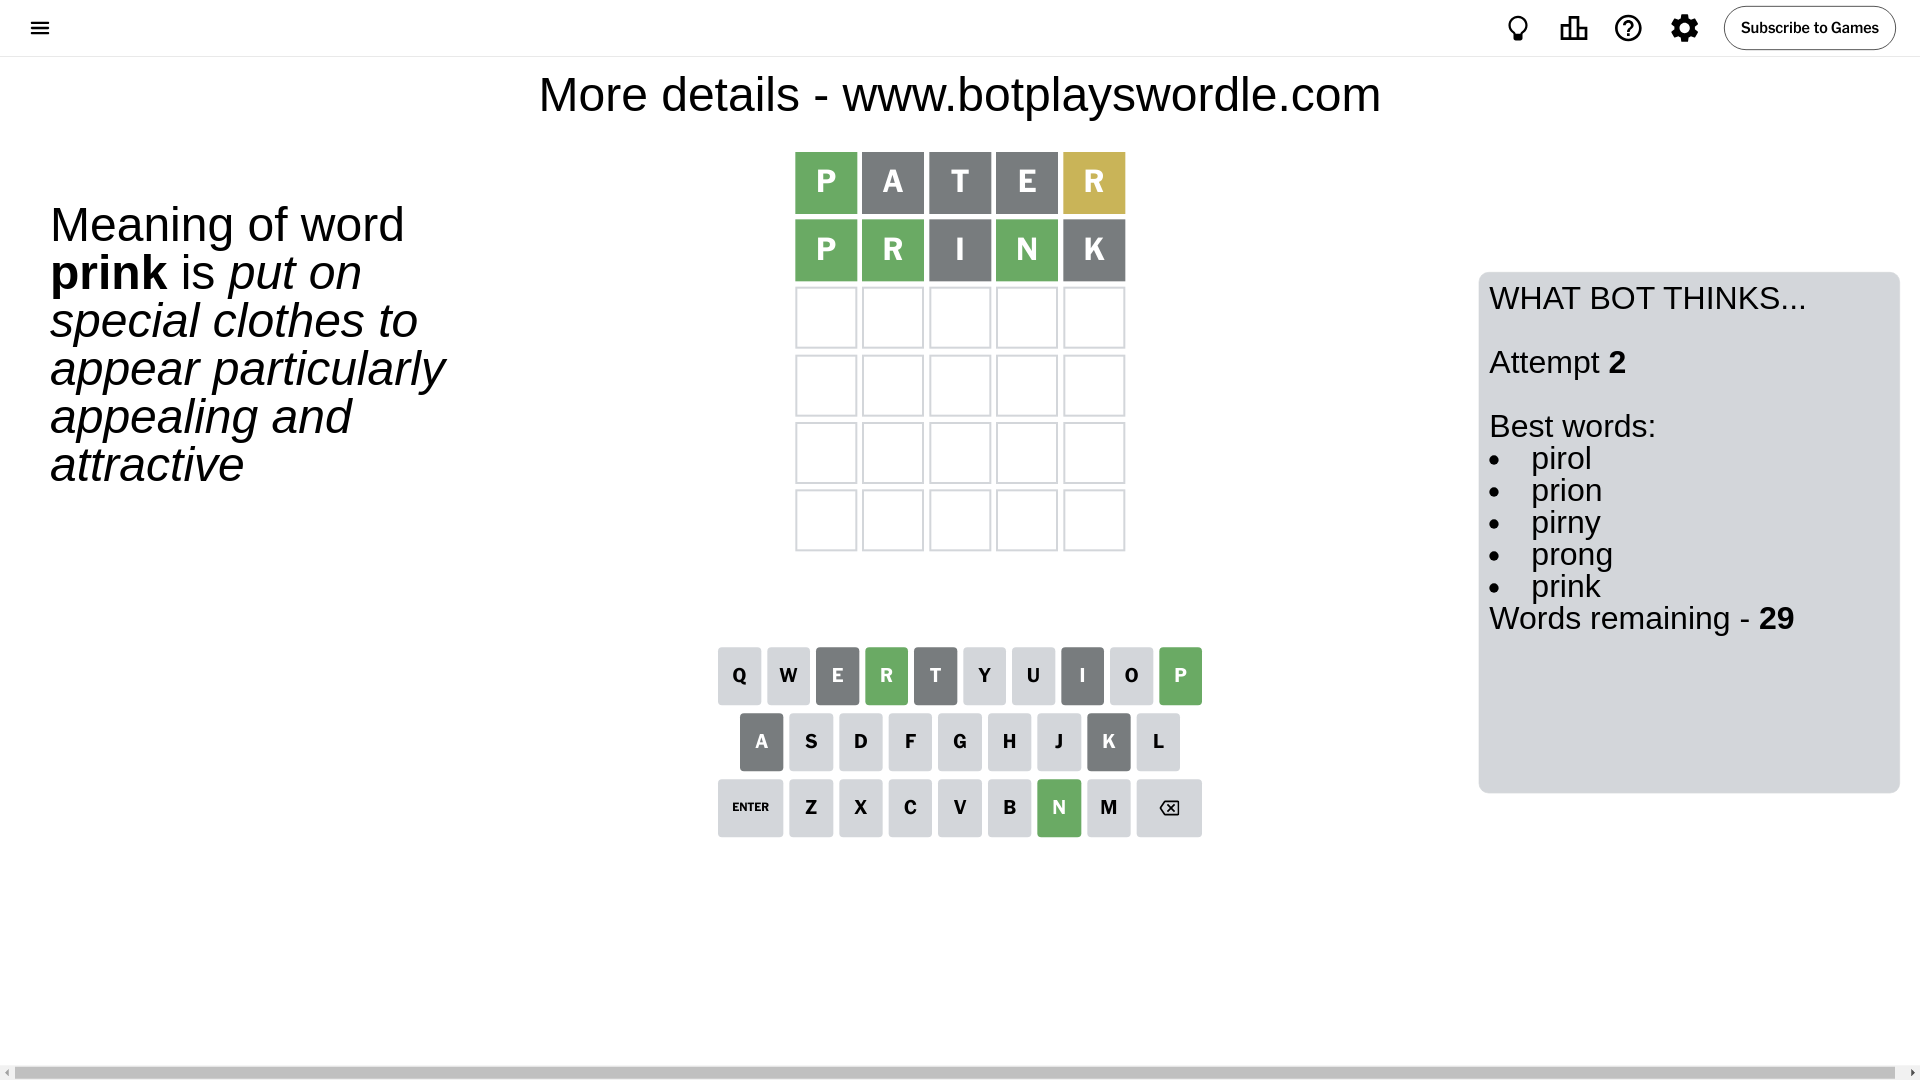 Subscribe to Games
More details - www.botplayswordle.com
Meaning of word
prink is put on
special clothes to
appear particularly
appealing and
attractive
P A T E R
P R I N K
WHAT BOT THINKS...
Attempt 2
Best words:
• pirol
• prion
• pirny
• prong
• prink
Words remaining - 29
Q W E R T Y U I O P
A S D F G H J K L
ENTER Z X C V B N M